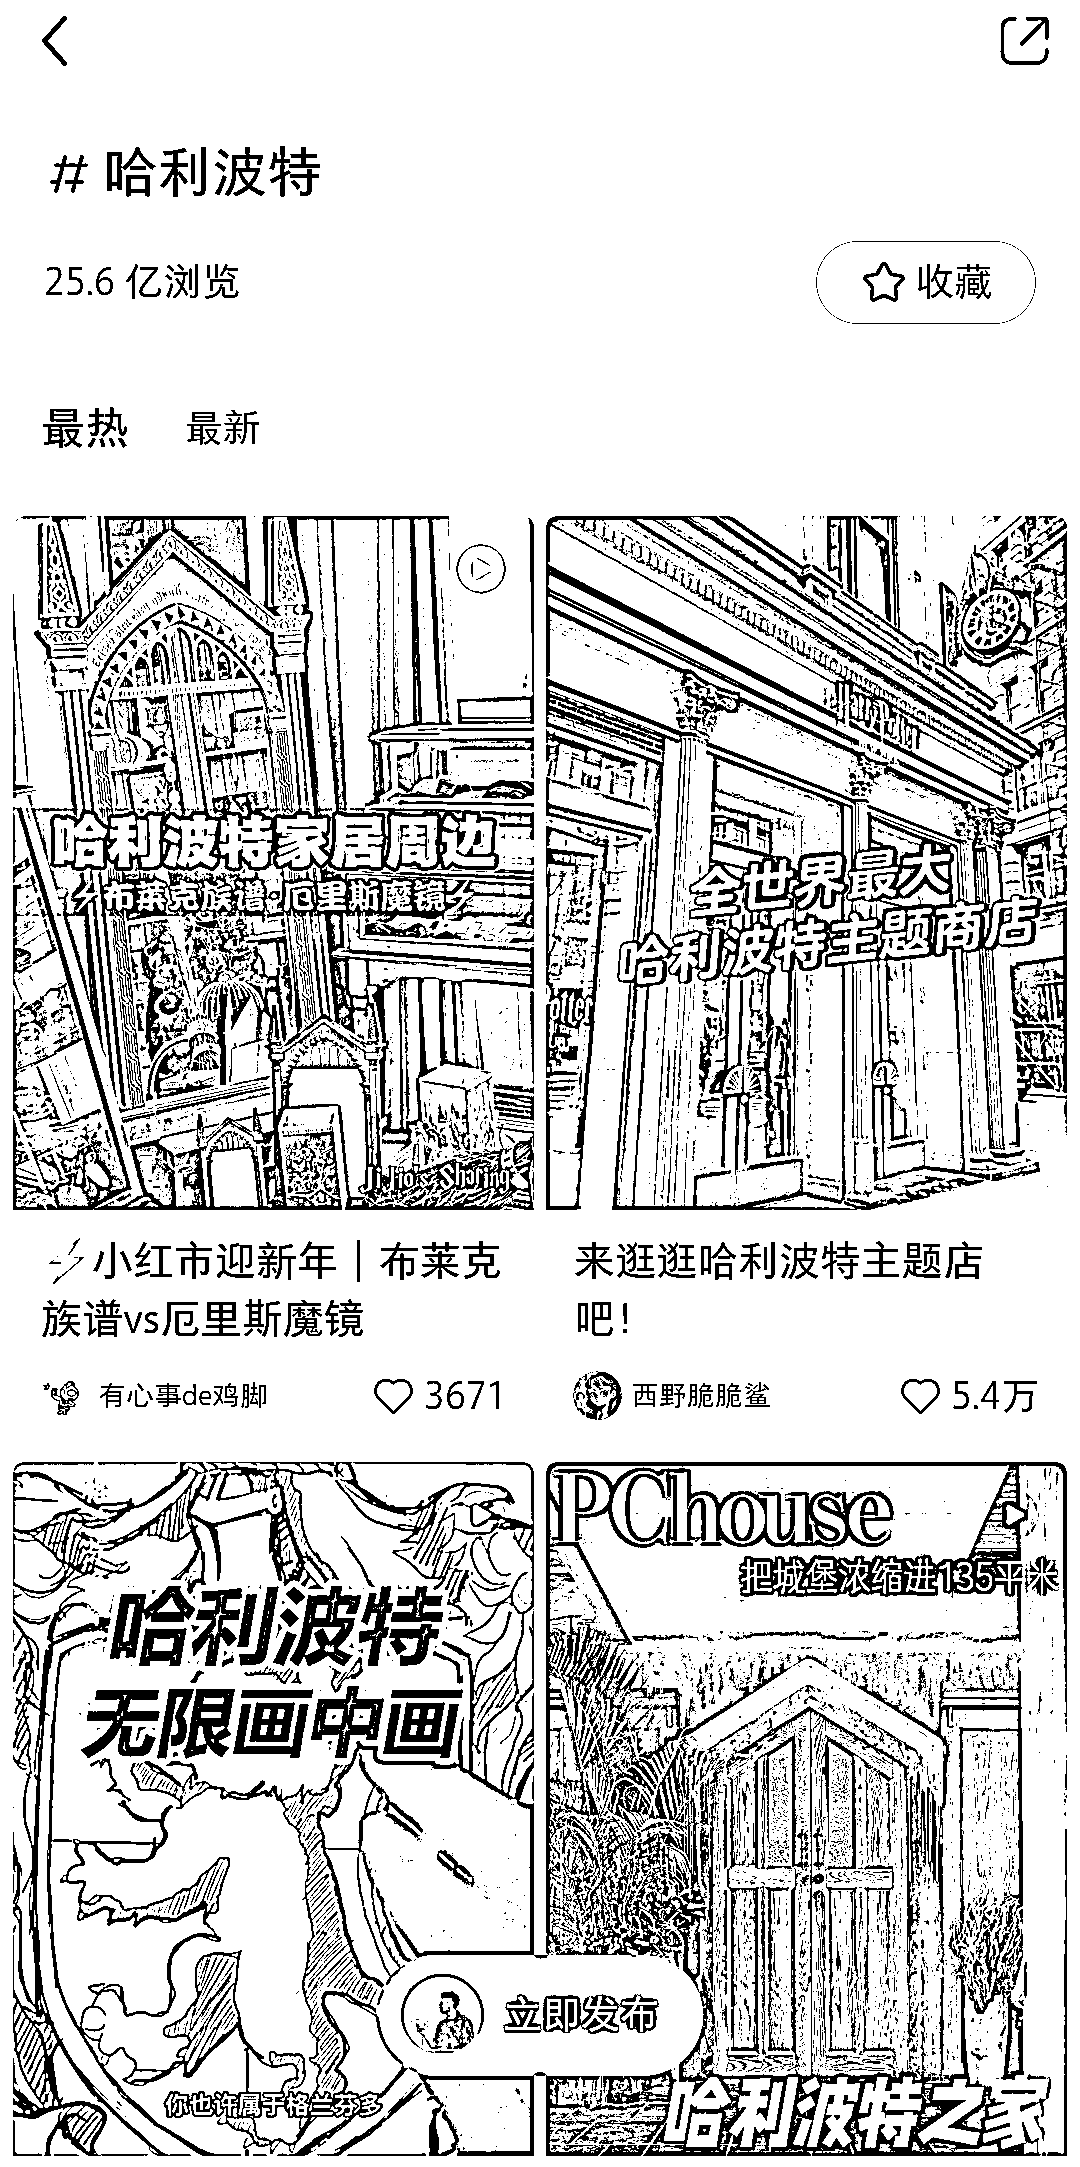 # 哈利波特
25.6 亿浏览
收藏
最热 最新
哈利波特家居周边
⚡布莱克族谱·厄里斯魔镜⚡
JiJiao's Sharing
全世界最大
哈利波特主题商店
⚡小红市迎新年｜布莱克
族谱vs厄里斯魔镜
有心事de鸡脚 3671
来逛逛哈利波特主题店
吧！
西野脆脆鲨 5.4万
哈利波特
无限画中画
你也许属于格兰芬多
PChouse
把城堡浓缩进135平米
哈利波特之家
立即发布